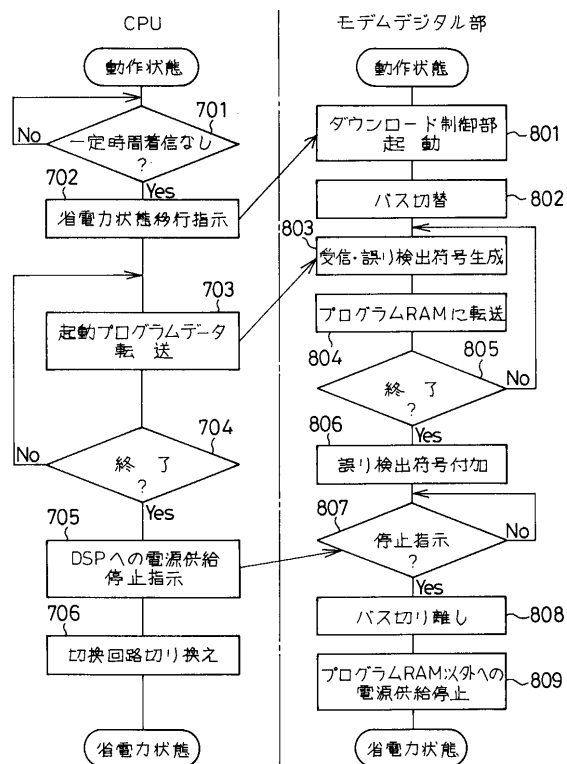 CPU
動作状態
701
一定時間着信なし
?
No
Yes
702
省電力状態移行指示
703
起動プログラムデータ
転送
704
終了
?
No
Yes
705
DSPへの電源供給
停止指示
706
切換回路切り換え
省電力状態
モデムデジタル部
動作状態
ダウンロード制御部
起動
801
バス切替
802
803
受信・誤り検出符号生成
プログラムRAMに転送
804
805
終了
?
No
Yes
806
誤り検出符号付加
807
停止指示
?
No
Yes
バス切り離し
808
プログラムRAM以外への
電源供給停止
809
省電力状態